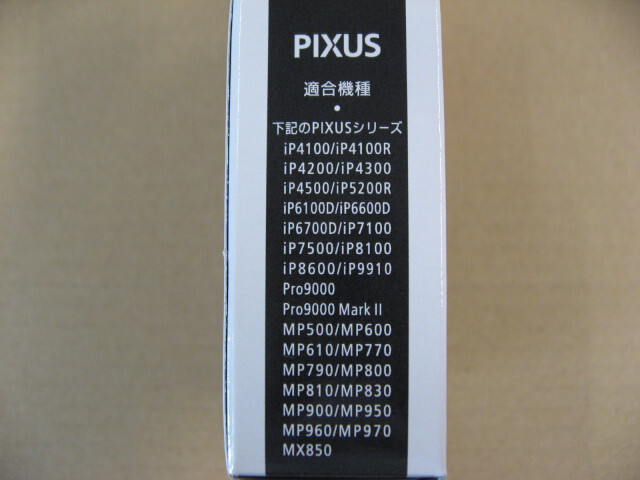 PIXUS
適合機種
●
下記のPIXUSシリーズ
iP4100/iP4100R
iP4200/iP4300
iP4500/iP5200R
iP6100D/iP6600D
iP6700D/iP7100
iP7500/iP8100
iP8600/iP9910
Pro9000
Pro9000 Mark II
MP500/MP600
MP610/MP770
MP790/MP800
MP810/MP830
MP900/MP950
MP960/MP970
MX850